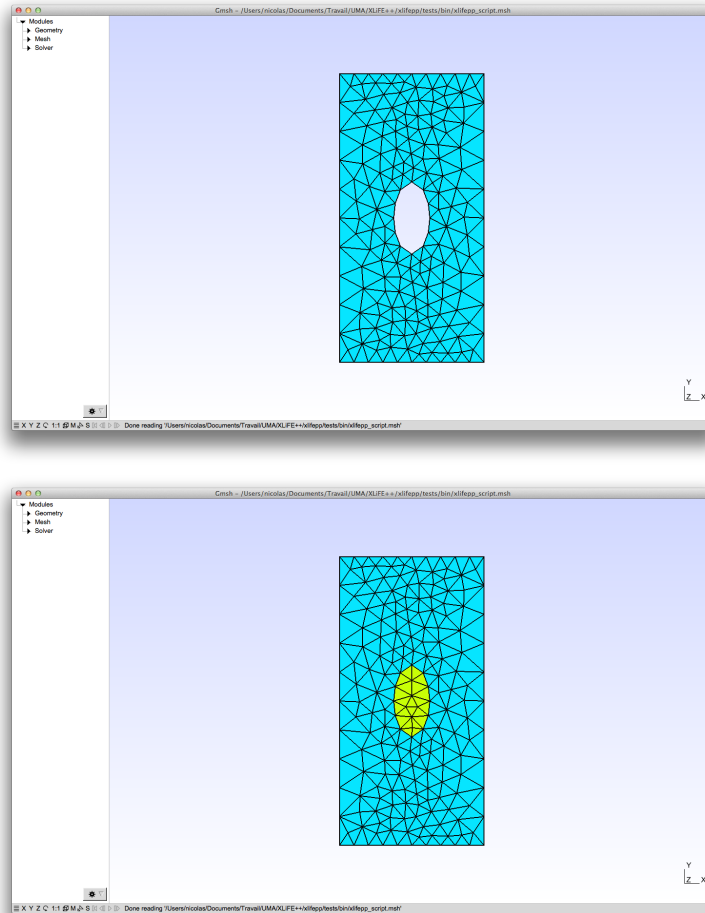 Gmsh - /Users/nicolas/Documents/Travail/UMA/XLiFE++/xlifepp/tests/bin/xlifepp_script.msh
Modules
Geometry
Mesh
Solver
Y
Z X
X Y Z 1:1 M S Done reading '/Users/nicolas/Documents/Travail/UMA/XLiFE++/xlifepp/tests/bin/xlifepp_script.msh'
Gmsh - /Users/nicolas/Documents/Travail/UMA/XLiFE++/xlifepp/tests/bin/xlifepp_script.msh
Modules
Geometry
Mesh
Solver
Y
Z X
X Y Z 1:1 M S Done reading '/Users/nicolas/Documents/Travail/UMA/XLiFE++/xlifepp/tests/bin/xlifepp_script.msh'